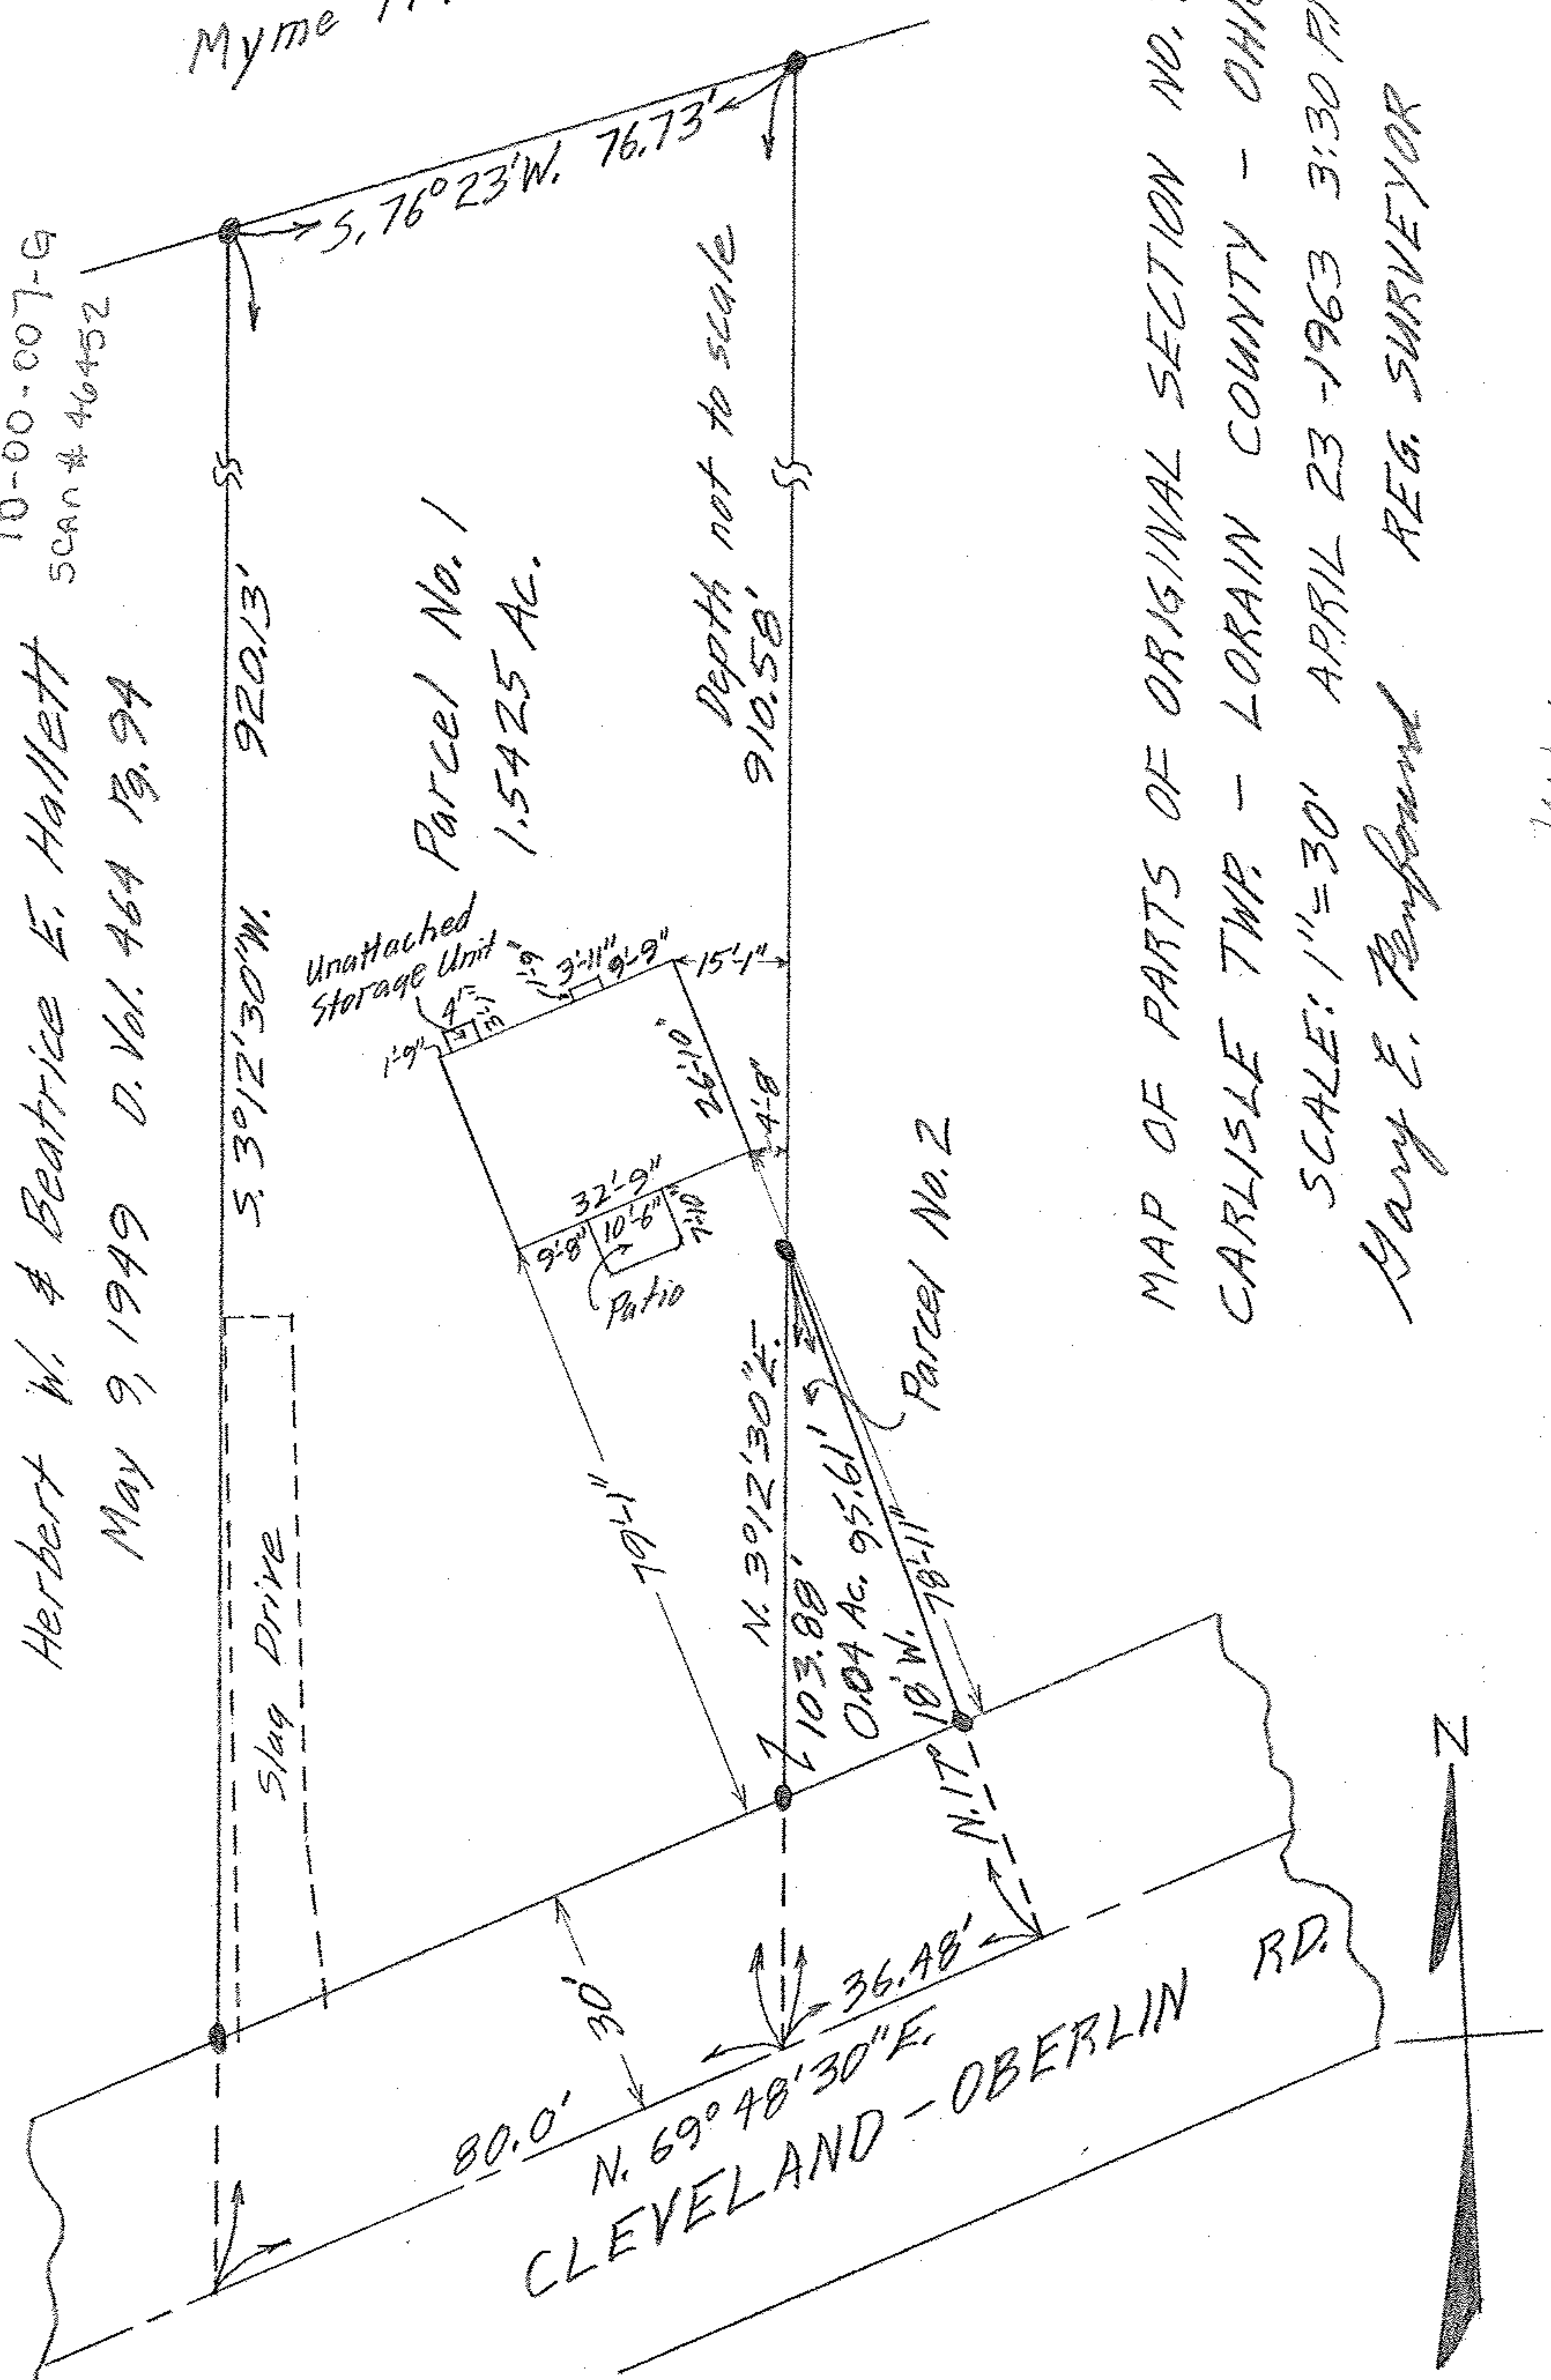 Myme
10-00-007-G
SCAN # 46452
Herbert W. & Beatrice E. Hallett
May 9, 1949 D. Vol. 464 Pg. 94
S. 76° 23' W. 76.73'
S. 3° 12' 30" W. 920.13'
Parcel No. 1
1.5425 Ac.
Depth not to scale
910.58'
Unattached
Storage Unit
1'-9"
4'
3'-11"
9'-9"
15'-1"
26'-10"
4'-8"
32'-9"
9'-8"
10'-6"
7'-10"
Patio
Slag Drive
79'-1"
N. 3° 12' 30" E.
103.88'
0.04 Ac. 95.61'
N. 17° 18' W. 78'-11"
Parcel No. 2
30'
80.0'
36.48'
N. 69° 48' 30" E.
CLEVELAND - OBERLIN RD.
MAP OF PARTS OF ORIGINAL SECTION NO.
CARLISLE TWP. - LORAIN COUNTY -
SCALE: 1" = 30' APRIL 23 - 1963 3:30
REG. SURVEYOR
Z